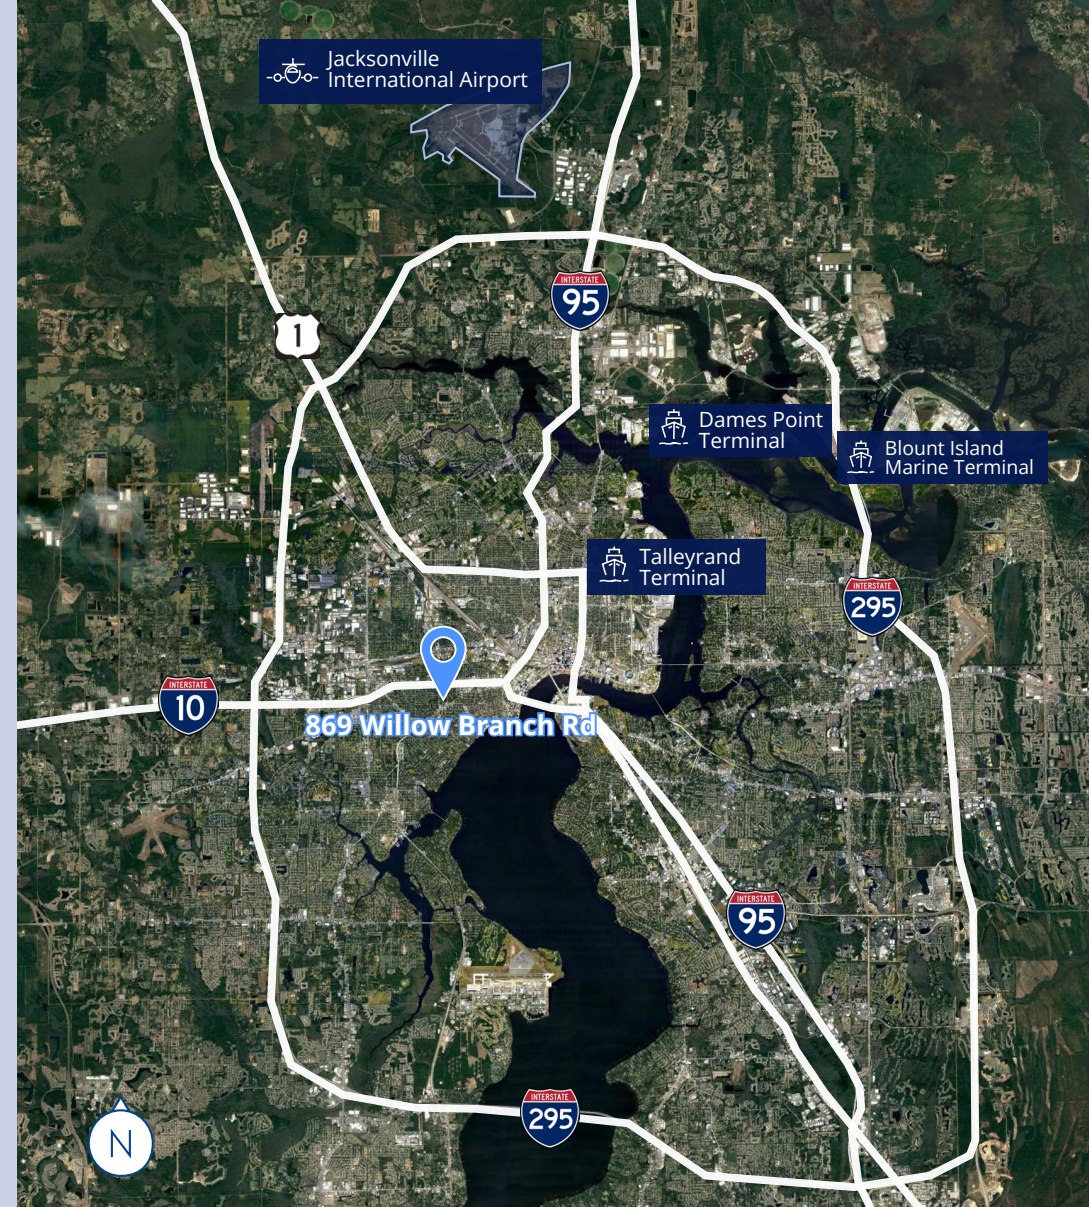 Jacksonville
International Airport
INTERSTATE
95
1
Dames Point
Terminal
Blount Island
Marine Terminal
Talleyrand
Terminal
INTERSTATE
295
INTERSTATE
10
869 Willow Branch Rd
INTERSTATE
95
INTERSTATE
295
N